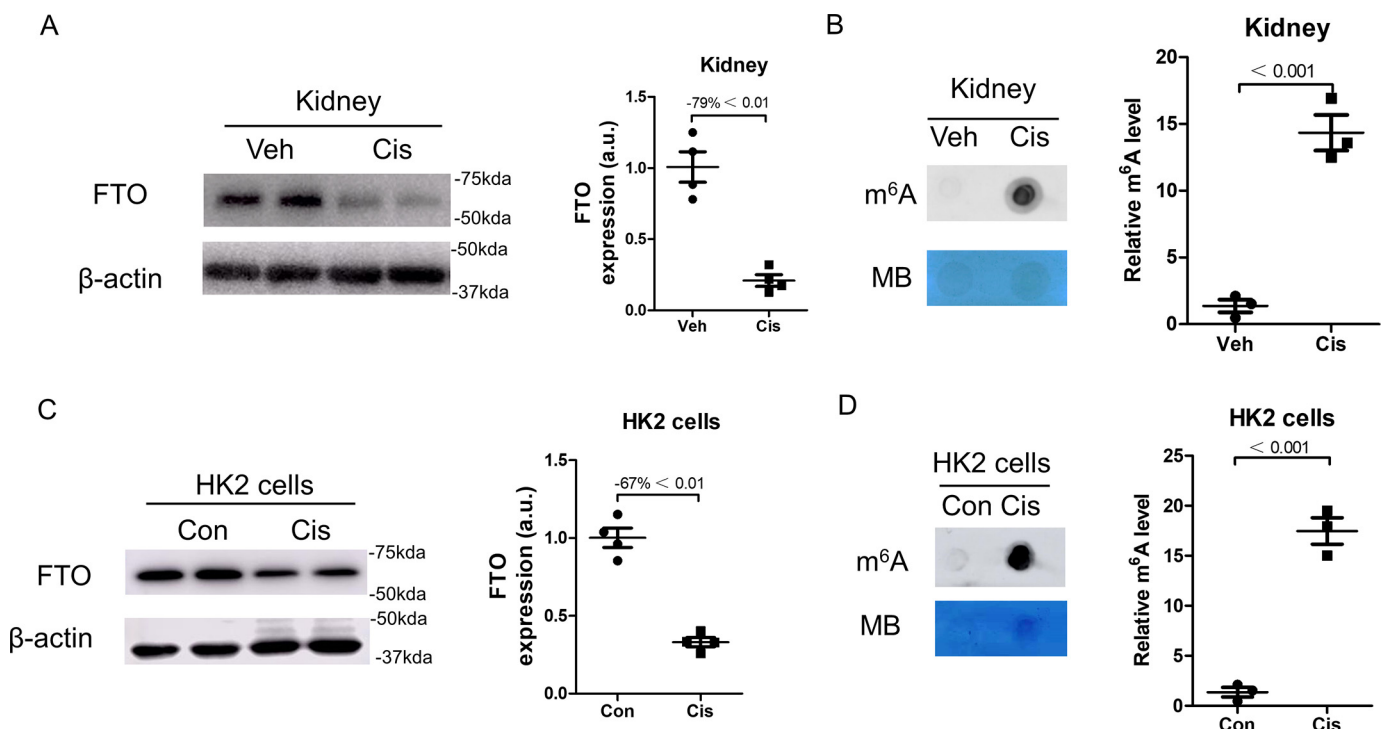 A
Kidney
Veh Cis
FTO
-75kda
-50kda
β-actin
-50kda
-37kda
Kidney
-79% < 0.01
FTO
expression (a.u.)
1.5
1.0
0.5
0.0
Veh Cis
B
Kidney
Veh Cis
m⁶A
MB
Kidney
< 0.001
Relative m⁶A level
20
15
10
5
0
Veh Cis
C
HK2 cells
Con Cis
FTO
-75kda
-50kda
β-actin
-50kda
-37kda
HK2 cells
-67% < 0.01
FTO
expression (a.u.)
1.5
1.0
0.5
0.0
Con Cis
D
HK2 cells
Con Cis
m⁶A
MB
HK2 cells
< 0.001
Relative m⁶A level
25
20
15
10
5
0
Con Cis